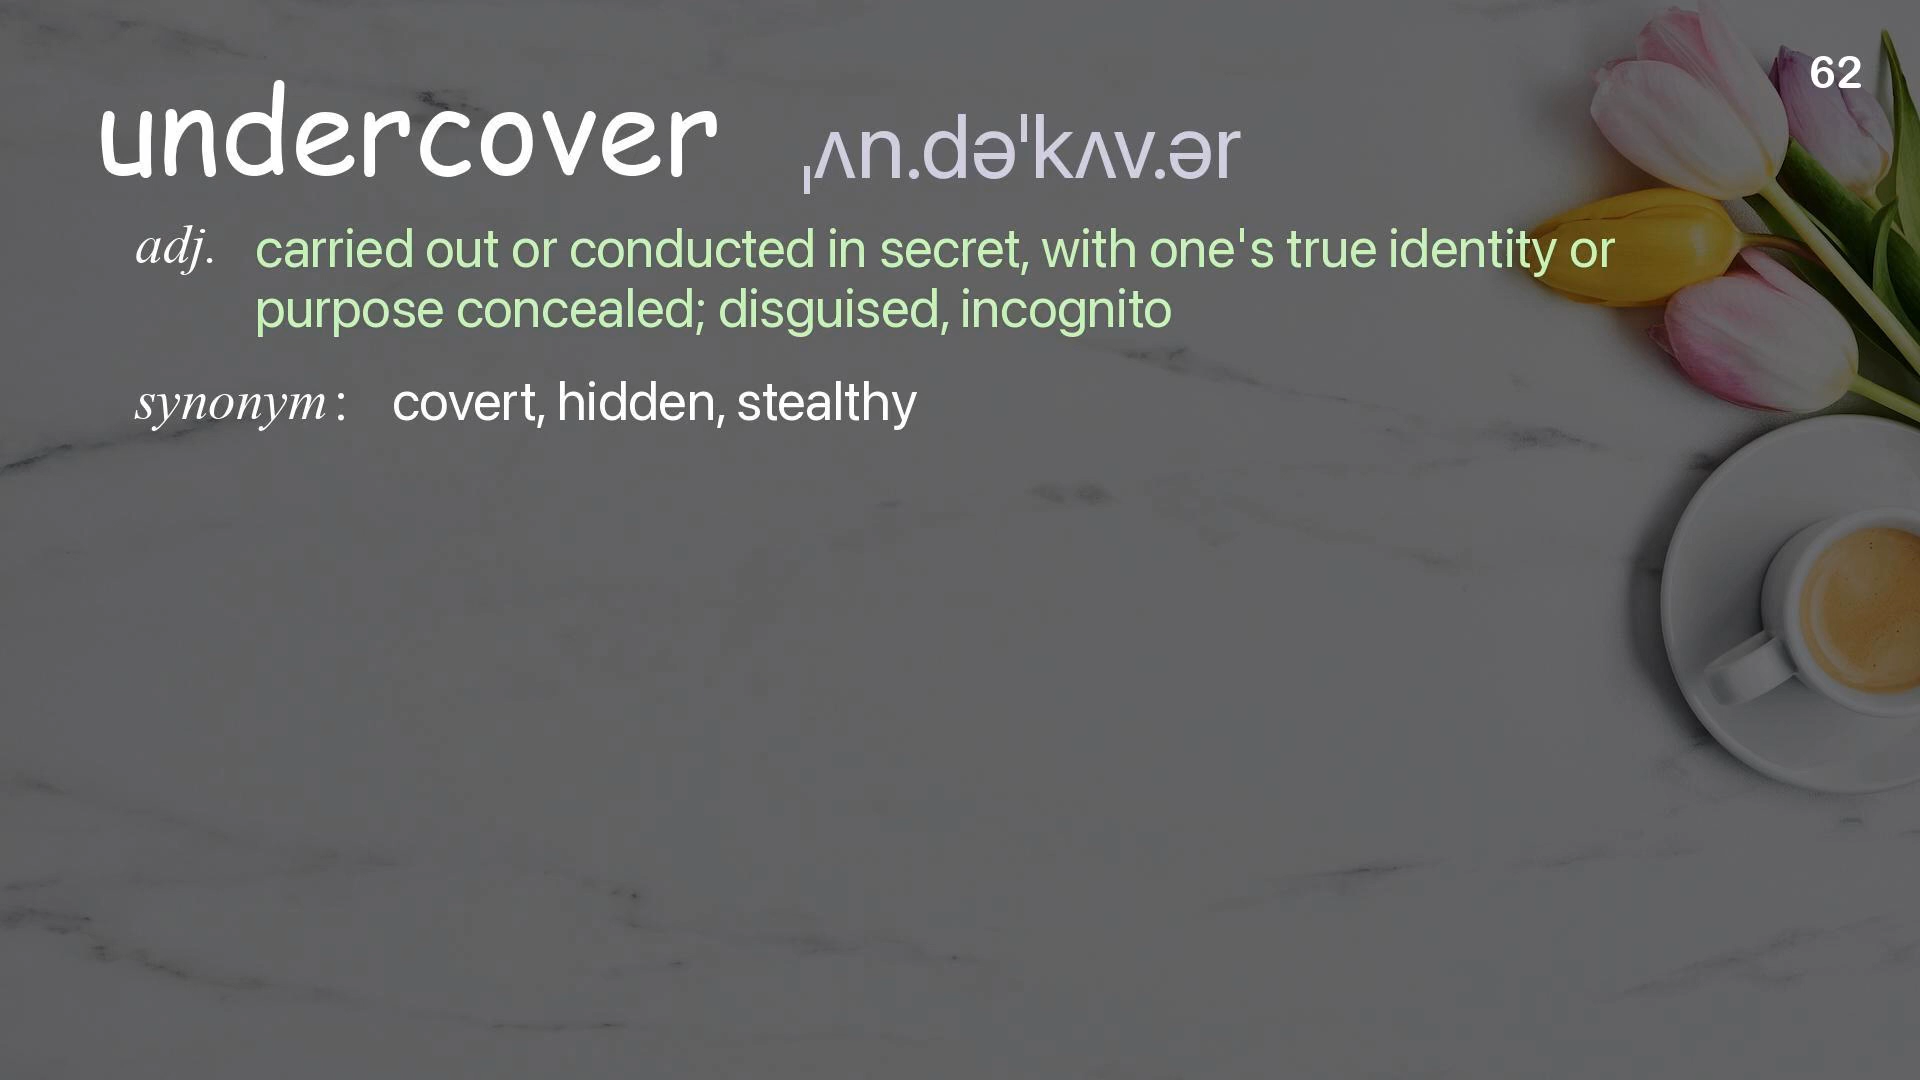 62
undercover ˌʌn.dəˈkʌv.ər
adj. carried out or conducted in secret, with one's true identity or
purpose concealed; disguised, incognito
synonym: covert, hidden, stealthy